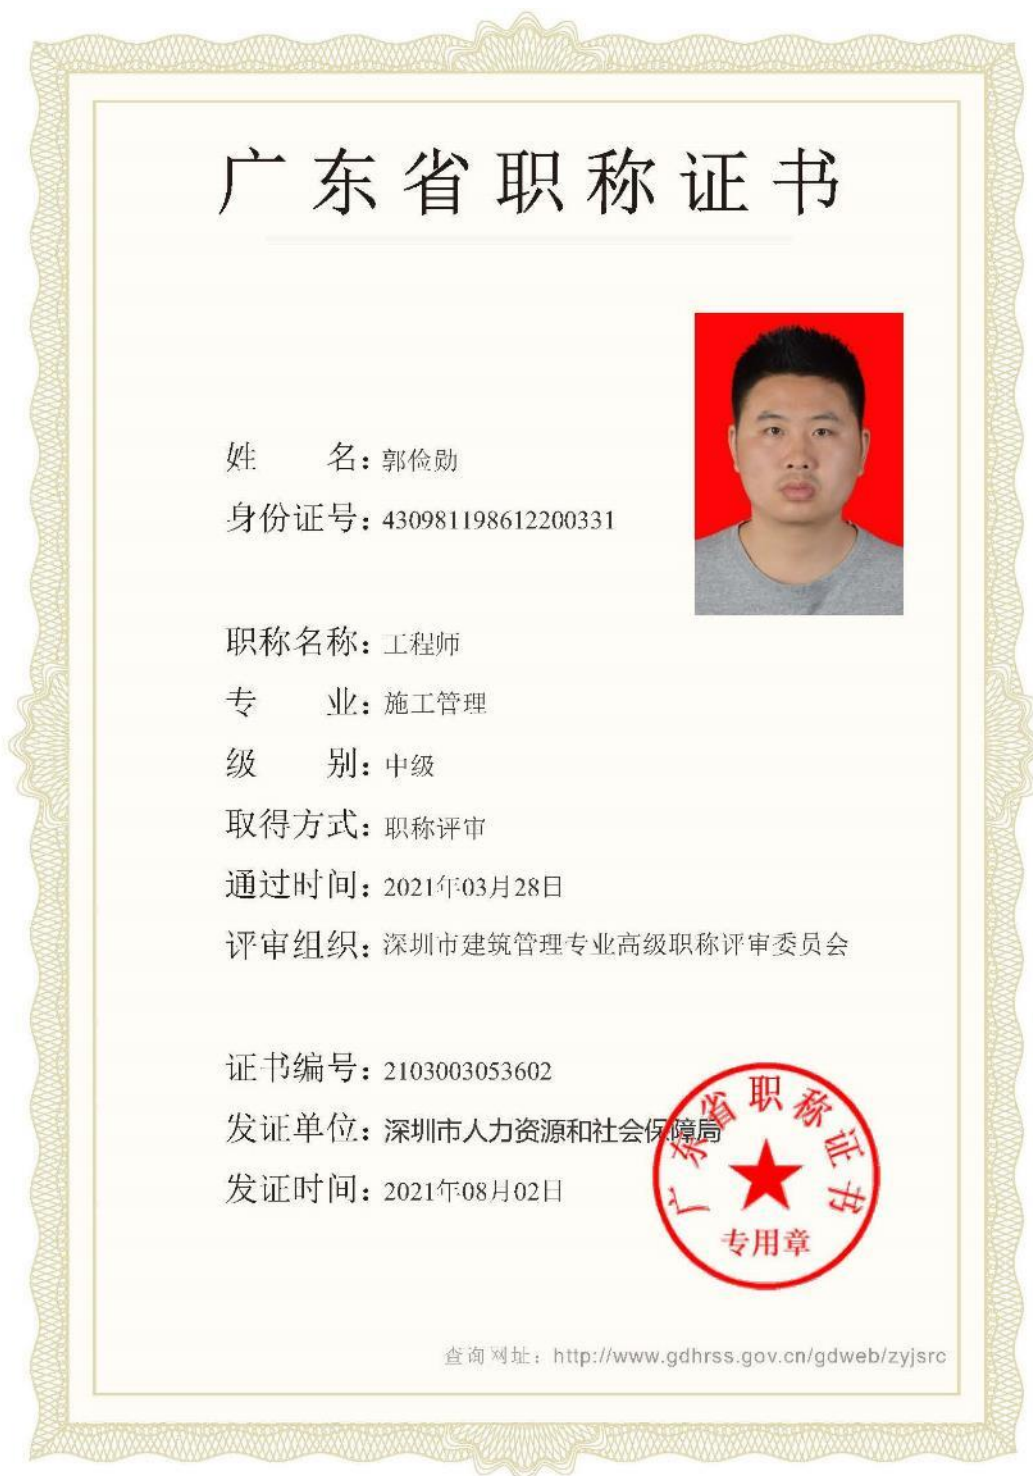 广东省职称证书
姓 名：郭俭勋
身份证号：430981198612200331
职称名称：工程师
专 业：施工管理
级 别：中级
取得方式：职称评审
通过时间：2021年03月28日
评审组织：深圳市建筑管理专业高级职称评审委员会
证书编号：2103003053602
发证单位：深圳市人力资源和社会保障局
发证时间：2021年08月02日
广东省职称证书
专用章
查询网址：http://www.gdhrss.gov.cn/gdweb/zyjsrc